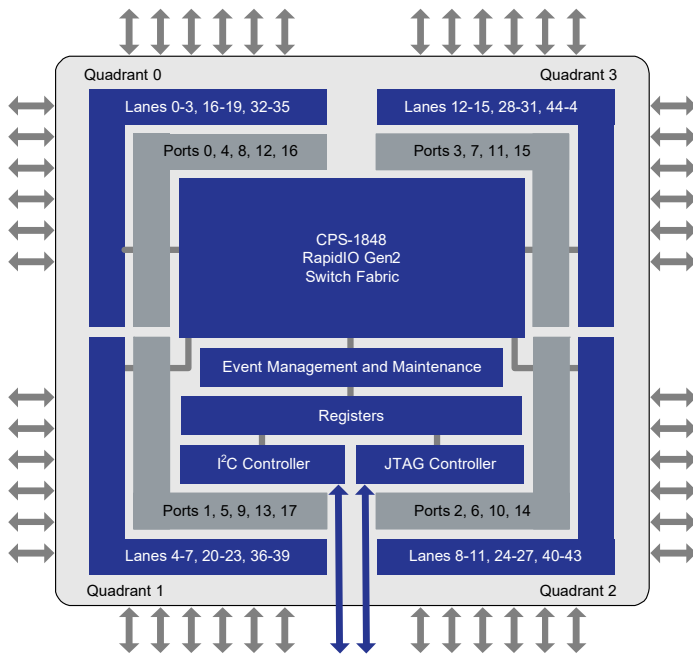 Quadrant 0
Quadrant 3
Lanes 0-3, 16-19, 32-35
Lanes 12-15, 28-31, 44-4
Ports 0, 4, 8, 12, 16
Ports 3, 7, 11, 15
CPS-1848
RapidIO Gen2
Switch Fabric
Event Management and Maintenance
Registers
I²C Controller
JTAG Controller
Ports 1, 5, 9, 13, 17
Ports 2, 6, 10, 14
Lanes 4-7, 20-23, 36-39
Lanes 8-11, 24-27, 40-43
Quadrant 1
Quadrant 2